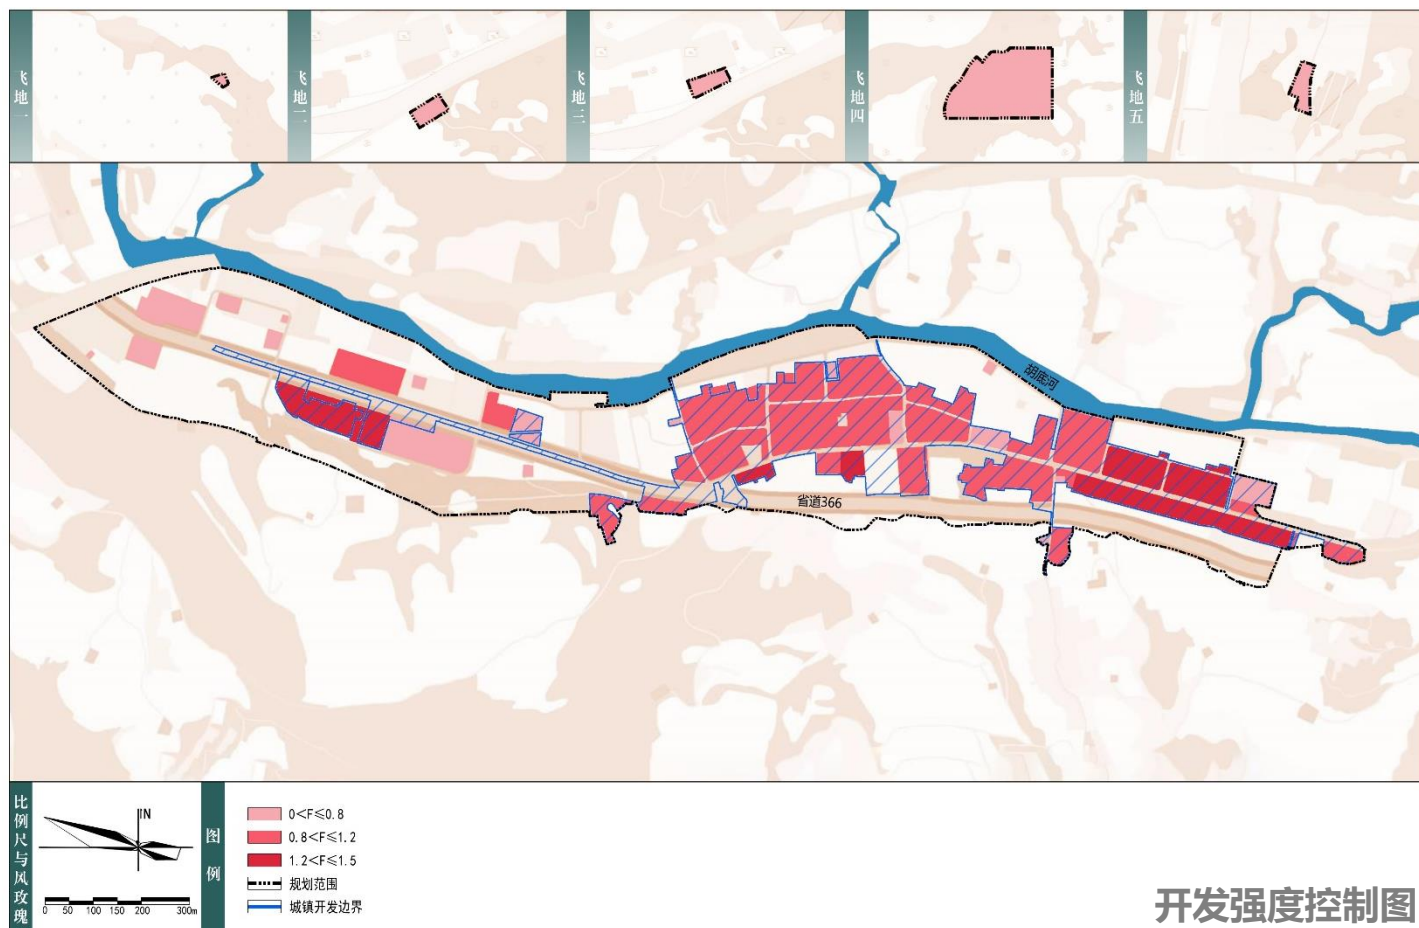 飞地一
飞地二
飞地三
飞地四
飞地五
胡底河
省道366
比例尺与风玫瑰
N
0 50 100 150 200 300m
图例
0<F≤0.8
0.8<F≤1.2
1.2<F≤1.5
规划范围
城镇开发边界
开发强度控制图